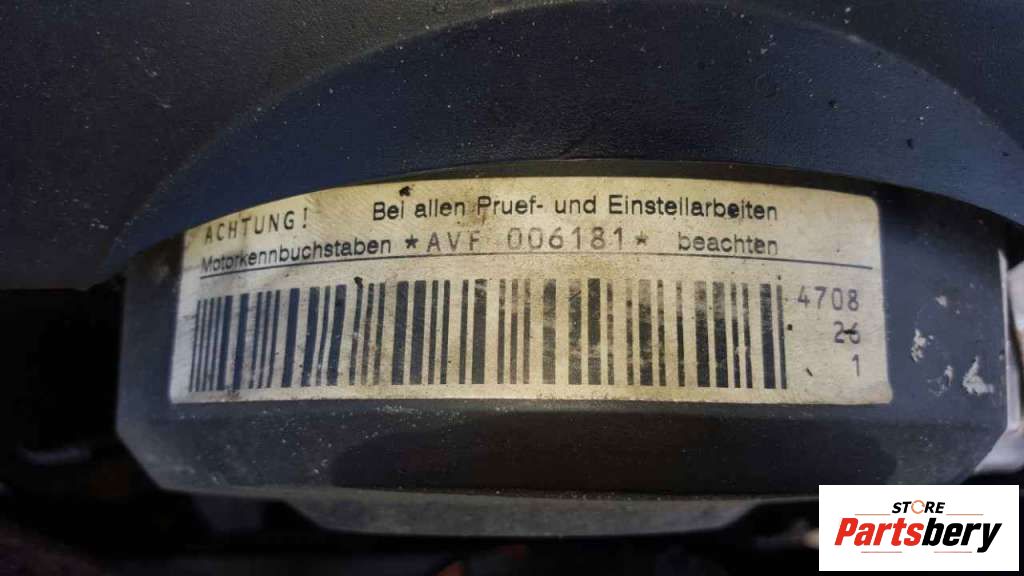 ACHTUNG! Bei allen Pruef- und Einstellarbeiten
Motorkennbuchstaben *AVF 006181* beachten
4708
26
1
STORE
Partsbery